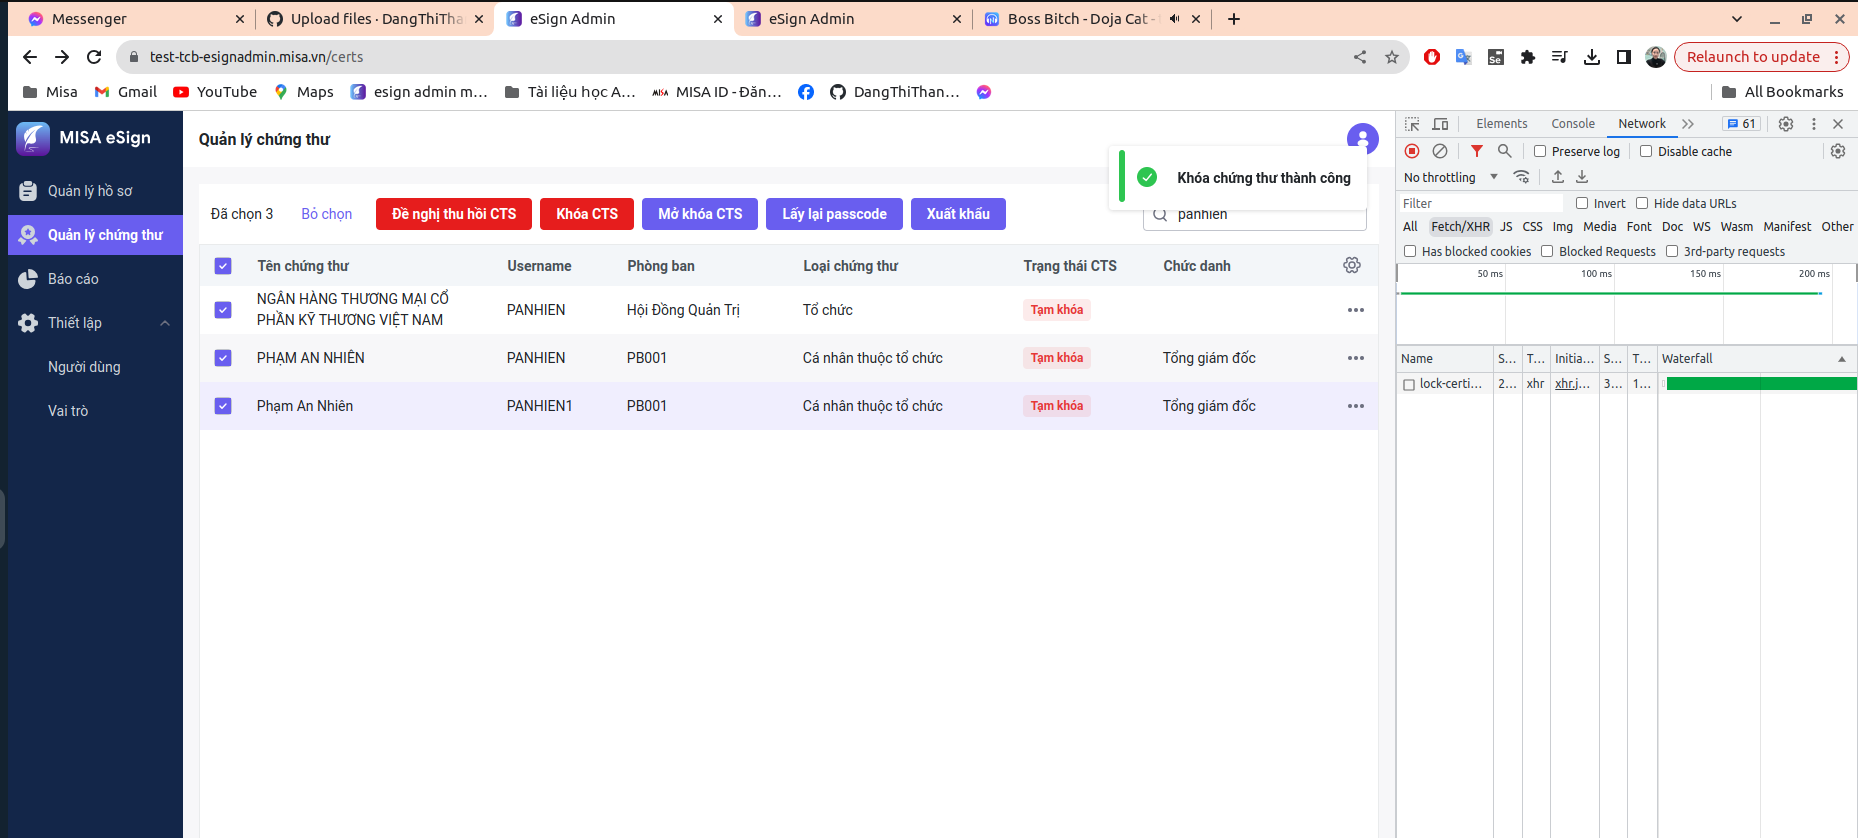 Messenger
Upload files · DangThiTha
eSign Admin
eSign Admin
Boss Bitch - Doja Cat -
test-tcb-esignadmin.misa.vn/certs
Relaunch to update
Misa
Gmail
YouTube
Maps
esign admin m...
Tài liệu học A...
MISA ID - Đăn...
DangThiThan...
All Bookmarks
MISA eSign
Quản lý hồ sơ
Quản lý chứng thư
Báo cáo
Thiết lập
Người dùng
Vai trò
Quản lý chứng thư
Khóa chứng thư thành công
Đã chọn 3
Bỏ chọn
Đề nghị thu hồi CTS
Khóa CTS
Mở khóa CTS
Lấy lại passcode
Xuất khẩu
panhien
Tên chứng thư Username Phòng ban Loại chứng thư Trạng thái CTS Chức danh
NGÂN HÀNG THƯƠNG MẠI CỔ
PHẦN KỸ THƯƠNG VIỆT NAM
PANHIEN Hội Đồng Quản Trị Tổ chức Tạm khóa
PHẠM AN NHIÊN PANHIEN PB001 Cá nhân thuộc tổ chức Tạm khóa Tổng giám đốc
Phạm An Nhiên PANHIEN1 PB001 Cá nhân thuộc tổ chức Tạm khóa Tổng giám đốc
Elements Console Network 61
Preserve log Disable cache
No throttling
Filter Invert Hide data URLs
All Fetch/XHR JS CSS Img Media Font Doc WS Wasm Manifest Other
Has blocked cookies Blocked Requests 3rd-party requests
50 ms 100 ms 150 ms 200 ms
Name S... T... Initia... S... T... Waterfall
lock-certi... 2... xhr xhr.j... 3... 1...